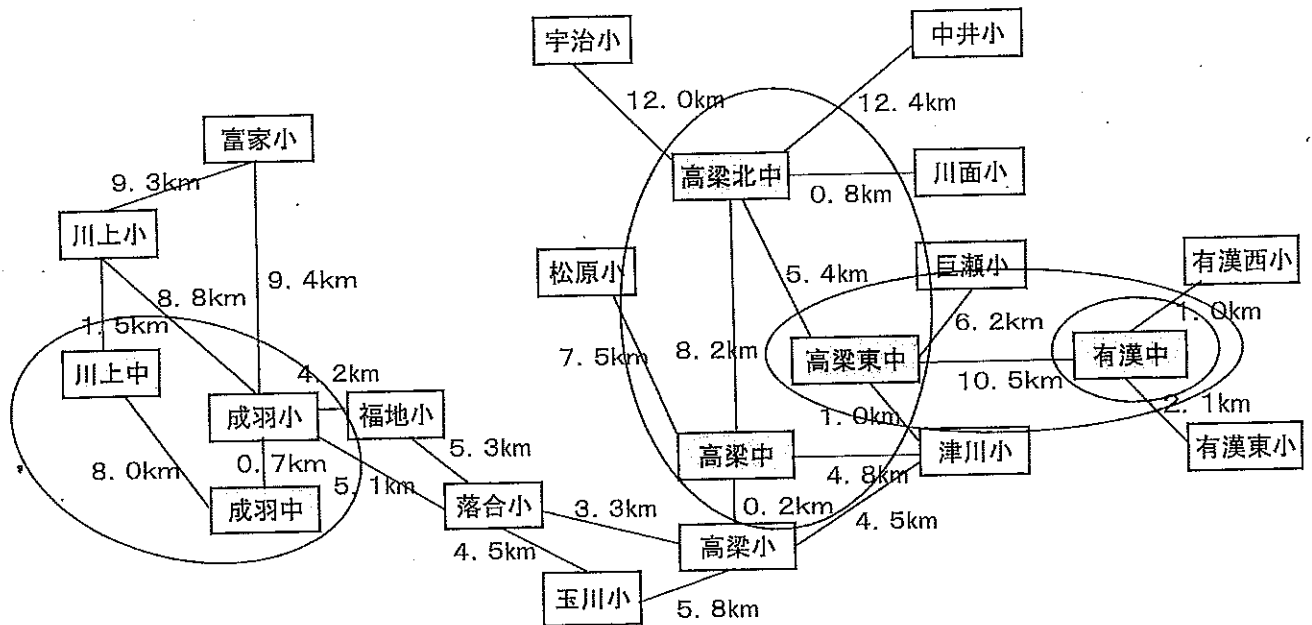 宇治小
中井小
12.0km
12.4km
富家小
高梁北中
川面小
9.3km
0.8km
川上小
松原小
5.4km
巨瀬小
有漢西小
8.8km
9.4km
1.5km
6.2km
1.0km
川上中
7.5km
8.2km
高梁東中
有漢中
4.2km
10.5km
成羽小
福地小
1.0km
2.1km
5.3km
8.0km
0.7km
高梁中
津川小
有漢東小
5.1km
4.8km
成羽中
落合小
3.3km
0.2km
4.5km
4.5km
高梁小
玉川小
5.8km